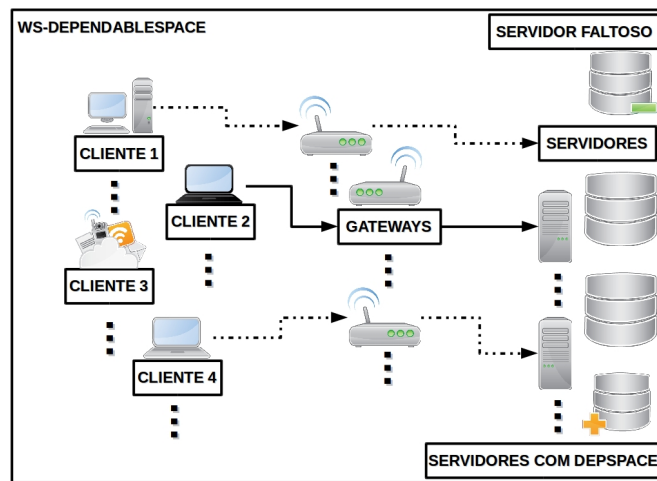 WS-DEPENDABLESPACE
SERVIDOR FALTOSO
CLIENTE 1
SERVIDORES
CLIENTE 2
GATEWAYS
CLIENTE 3
CLIENTE 4
SERVIDORES COM DEPSPACE